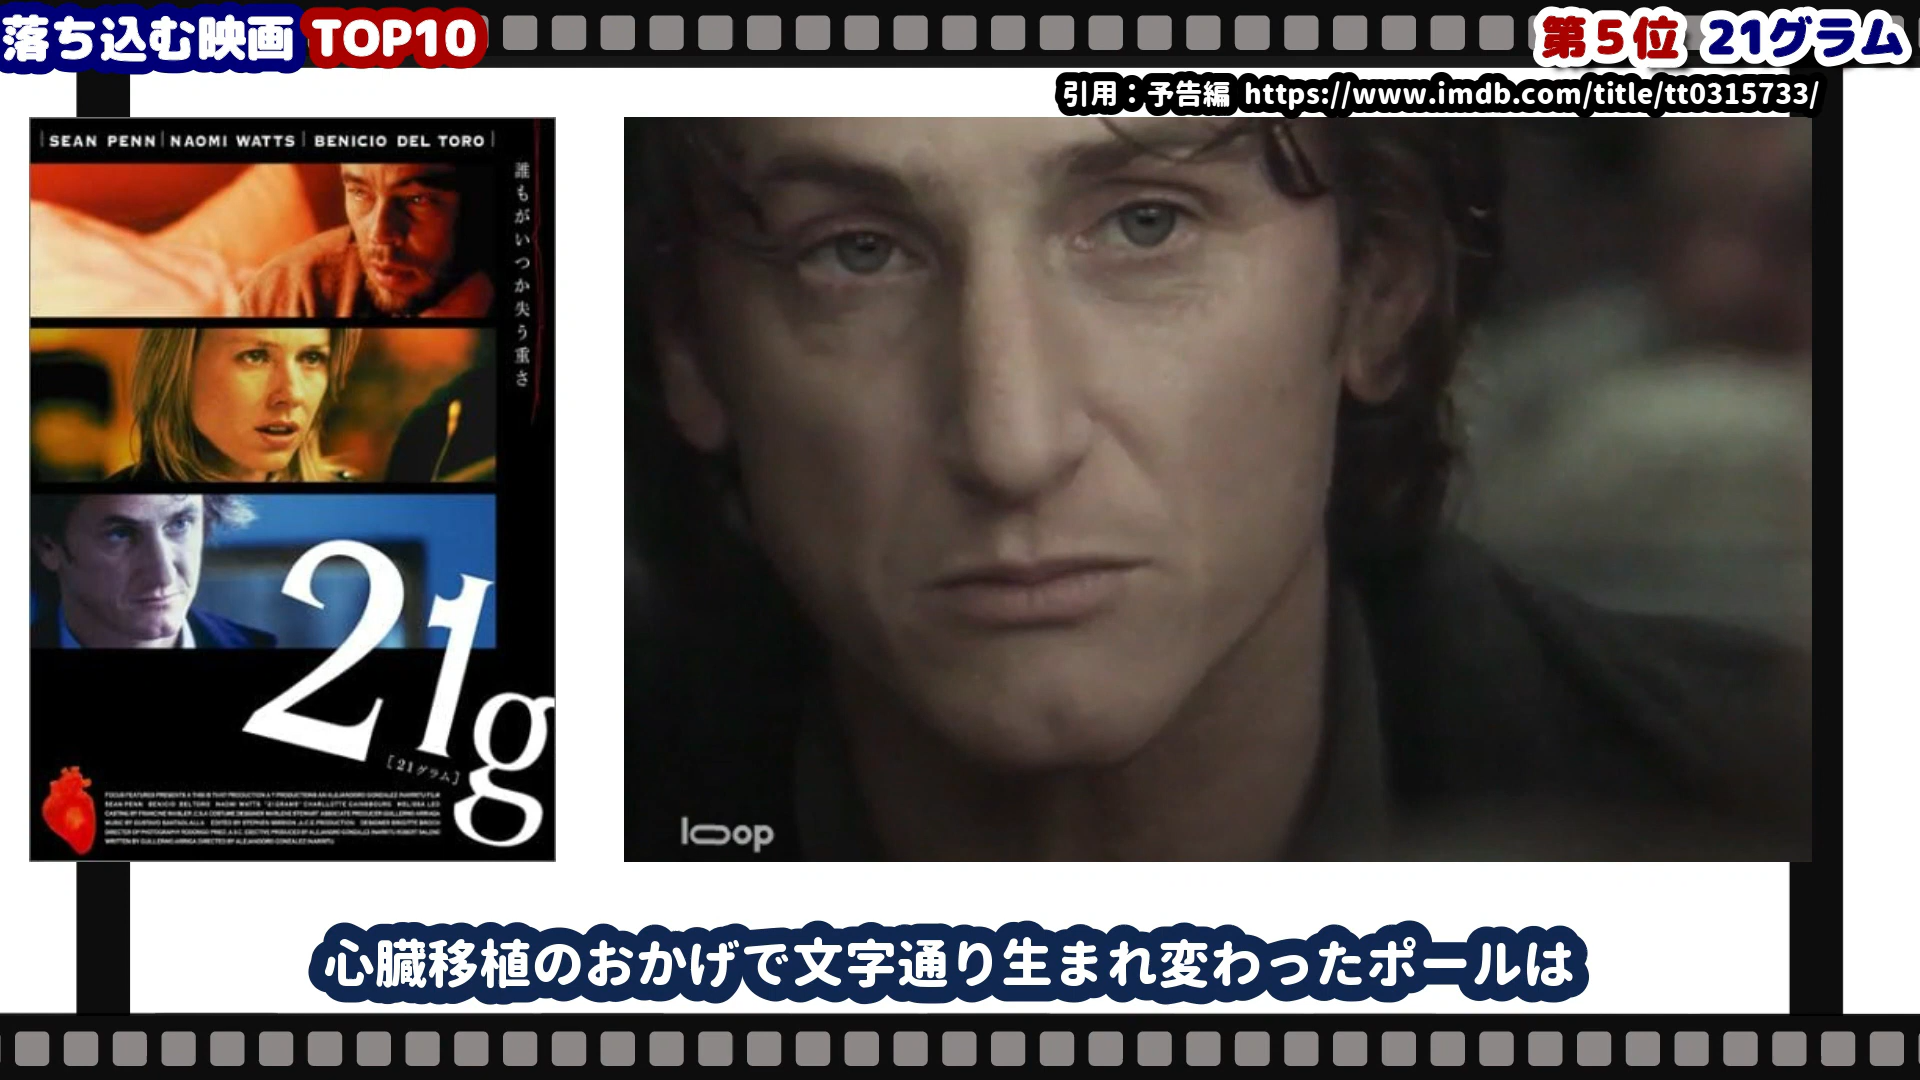 落ち込む映画 TOP10
第5位 21グラム
引用：予告編 https://www.imdb.com/title/tt0315733/
SEAN PENN NAOMI WATTS BENICIO DEL TORO
誰もがいつか失う重さ
21g
[21グラム]
loop
心臓移植のおかげで文字通り生まれ変わったポールは